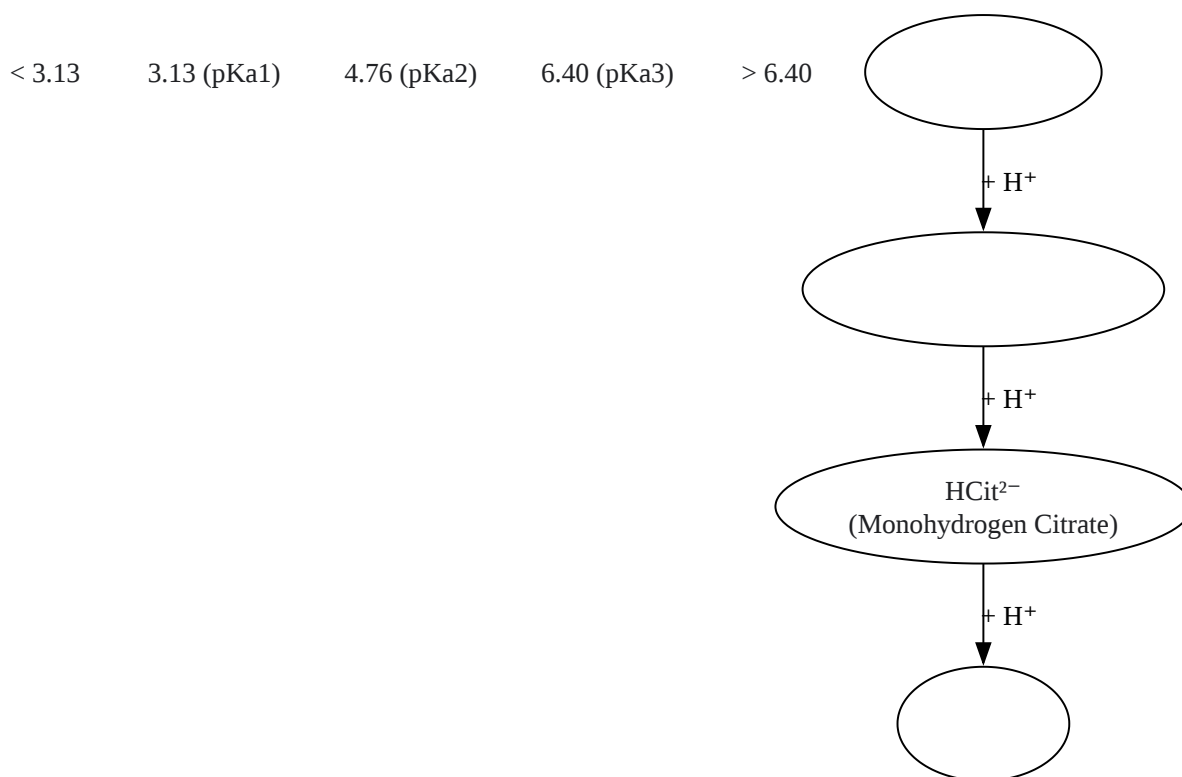 < 3.13 3.13 (pKa1) 4.76 (pKa2) 6.40 (pKa3) > 6.40
+ H⁺
+ H⁺
HCit²⁻
(Monohydrogen Citrate)
+ H⁺